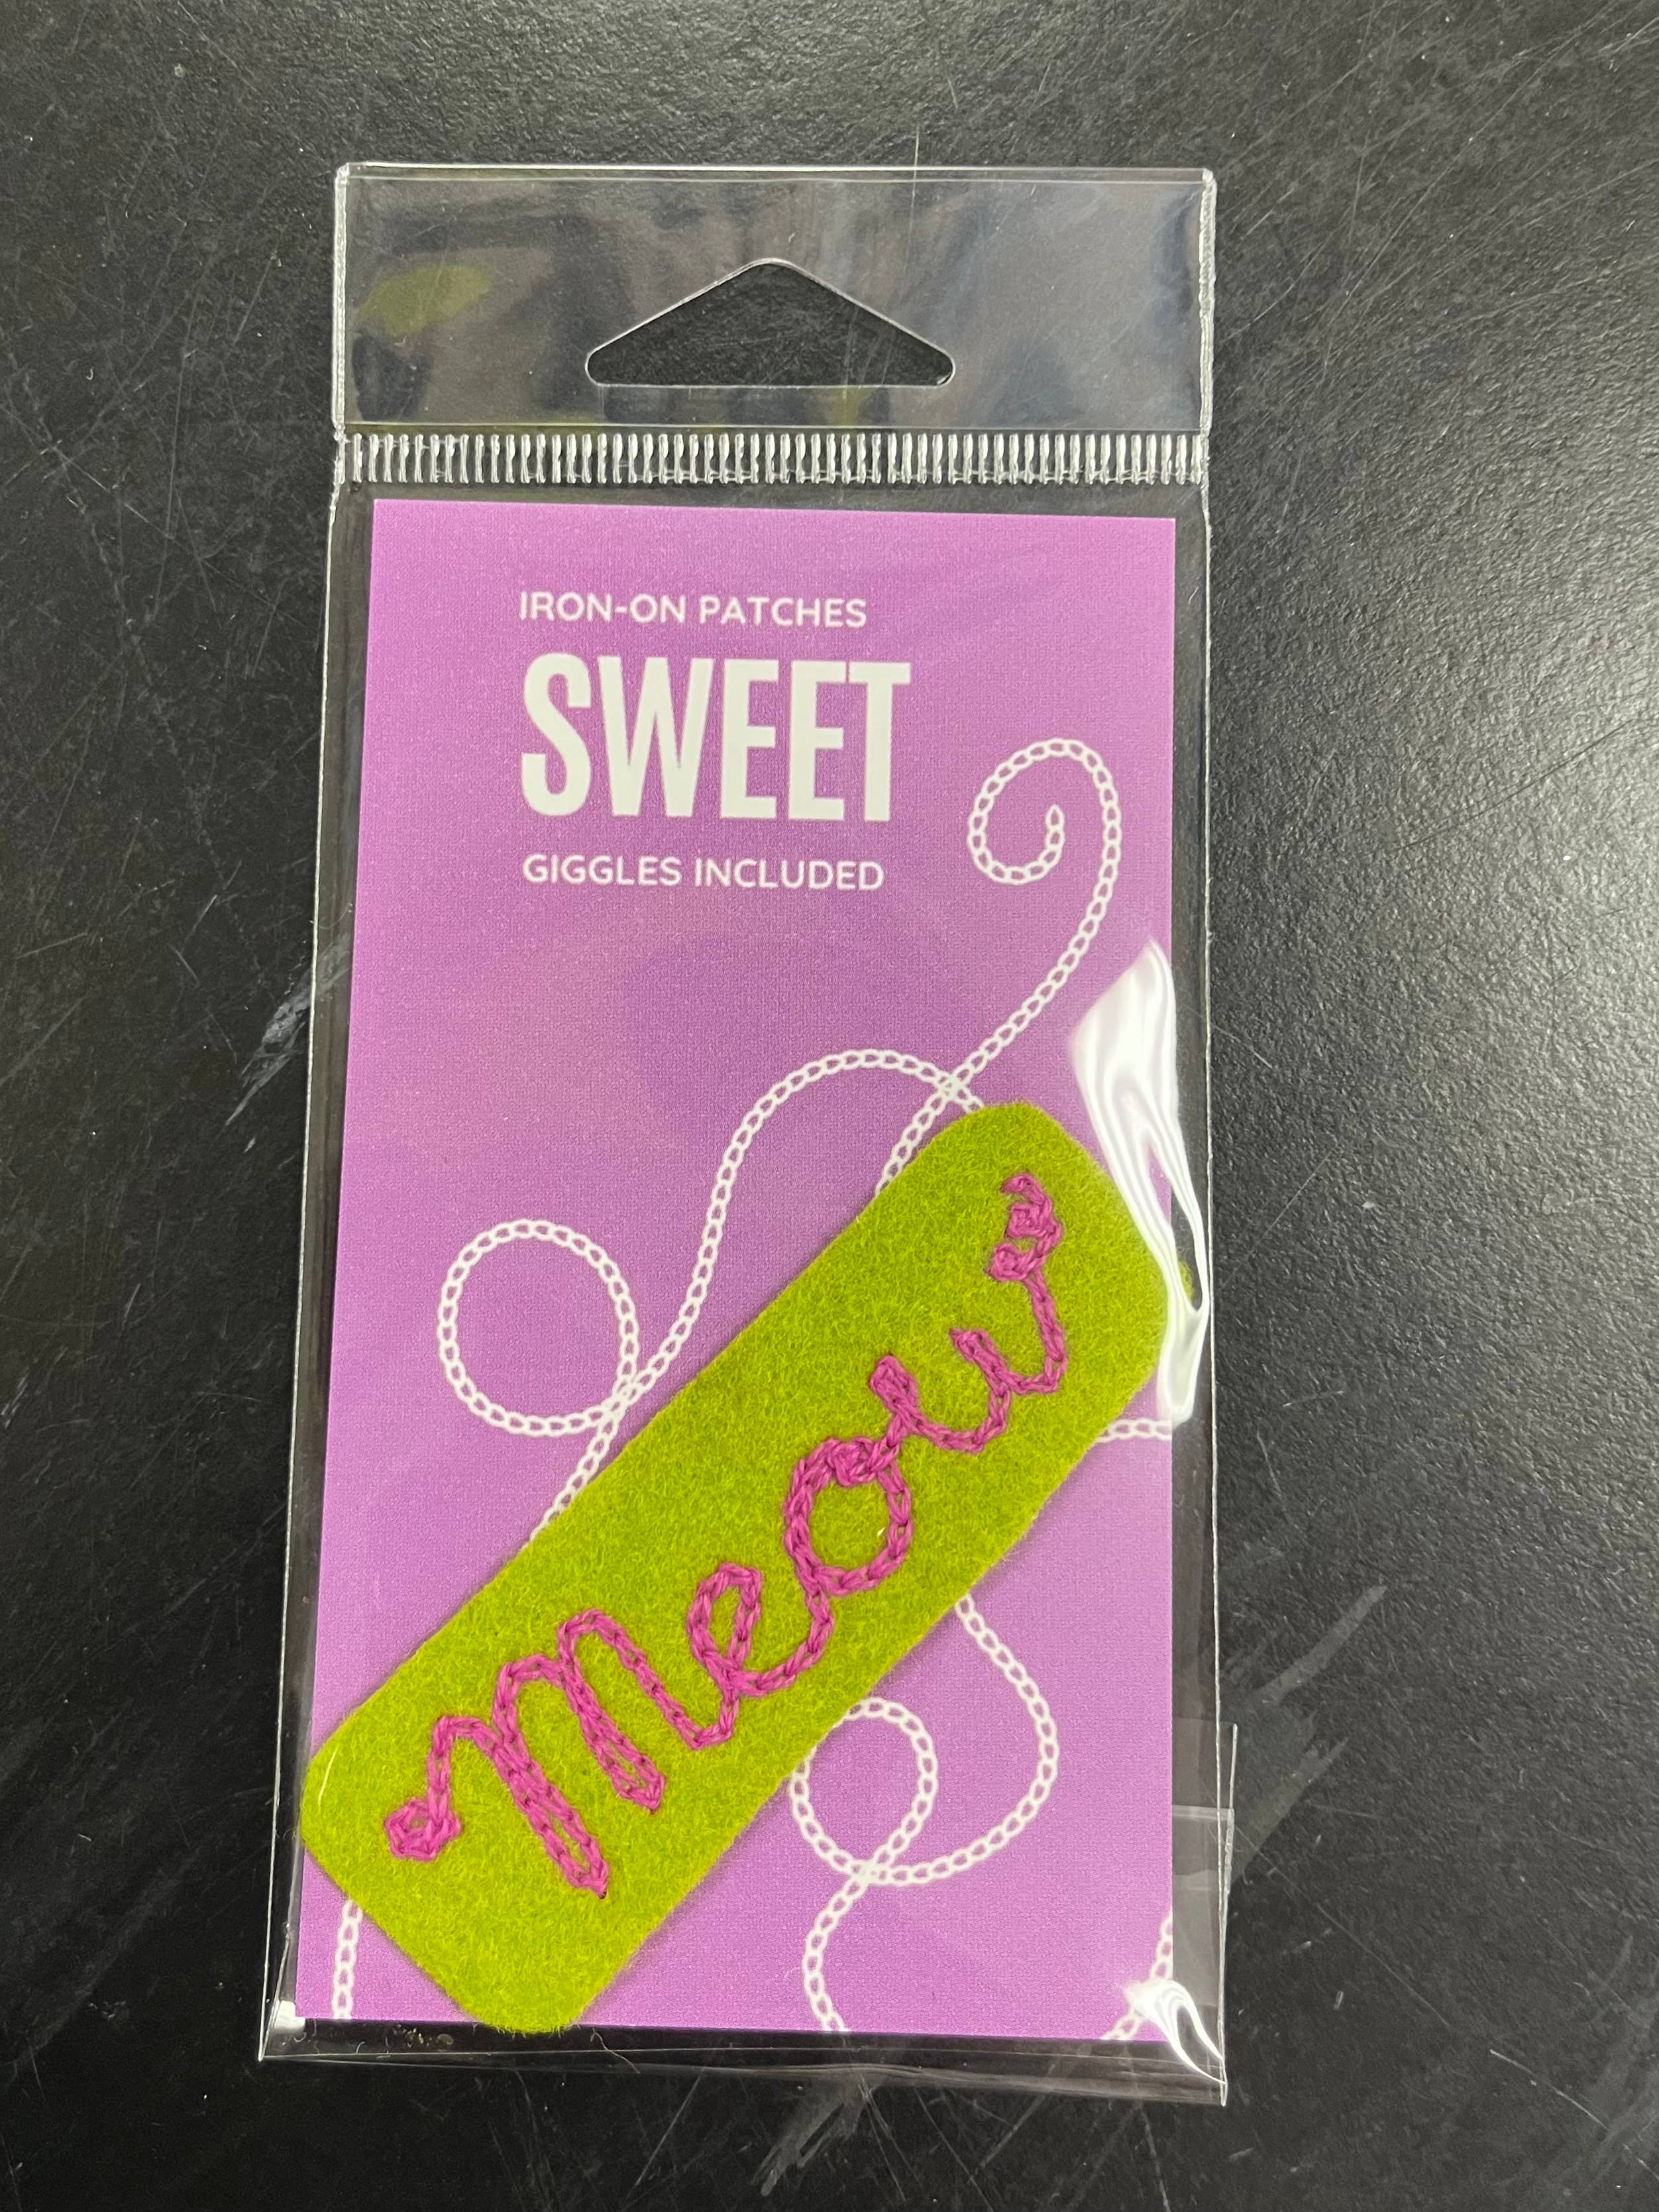 IRON-ON PATCHES
SWEET
GIGGLES INCLUDED
Meow